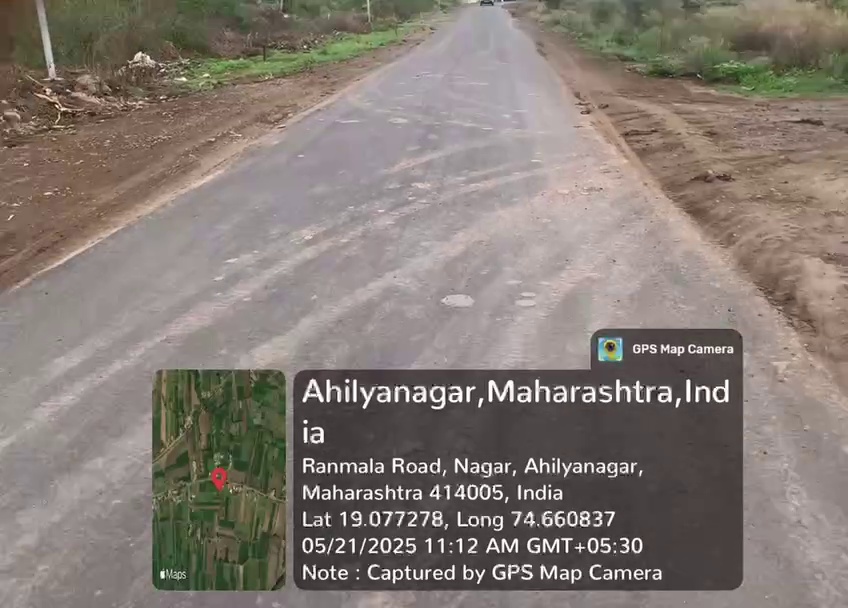 GPS Map Camera
Ahilyanagar,Maharashtra,Ind
ia
Ranmala Road, Nagar, Ahilyanagar,
Maharashtra 414005, India
Lat 19.077278, Long 74.660837
05/21/2025 11:12 AM GMT+05:30
Note : Captured by GPS Map Camera
Maps